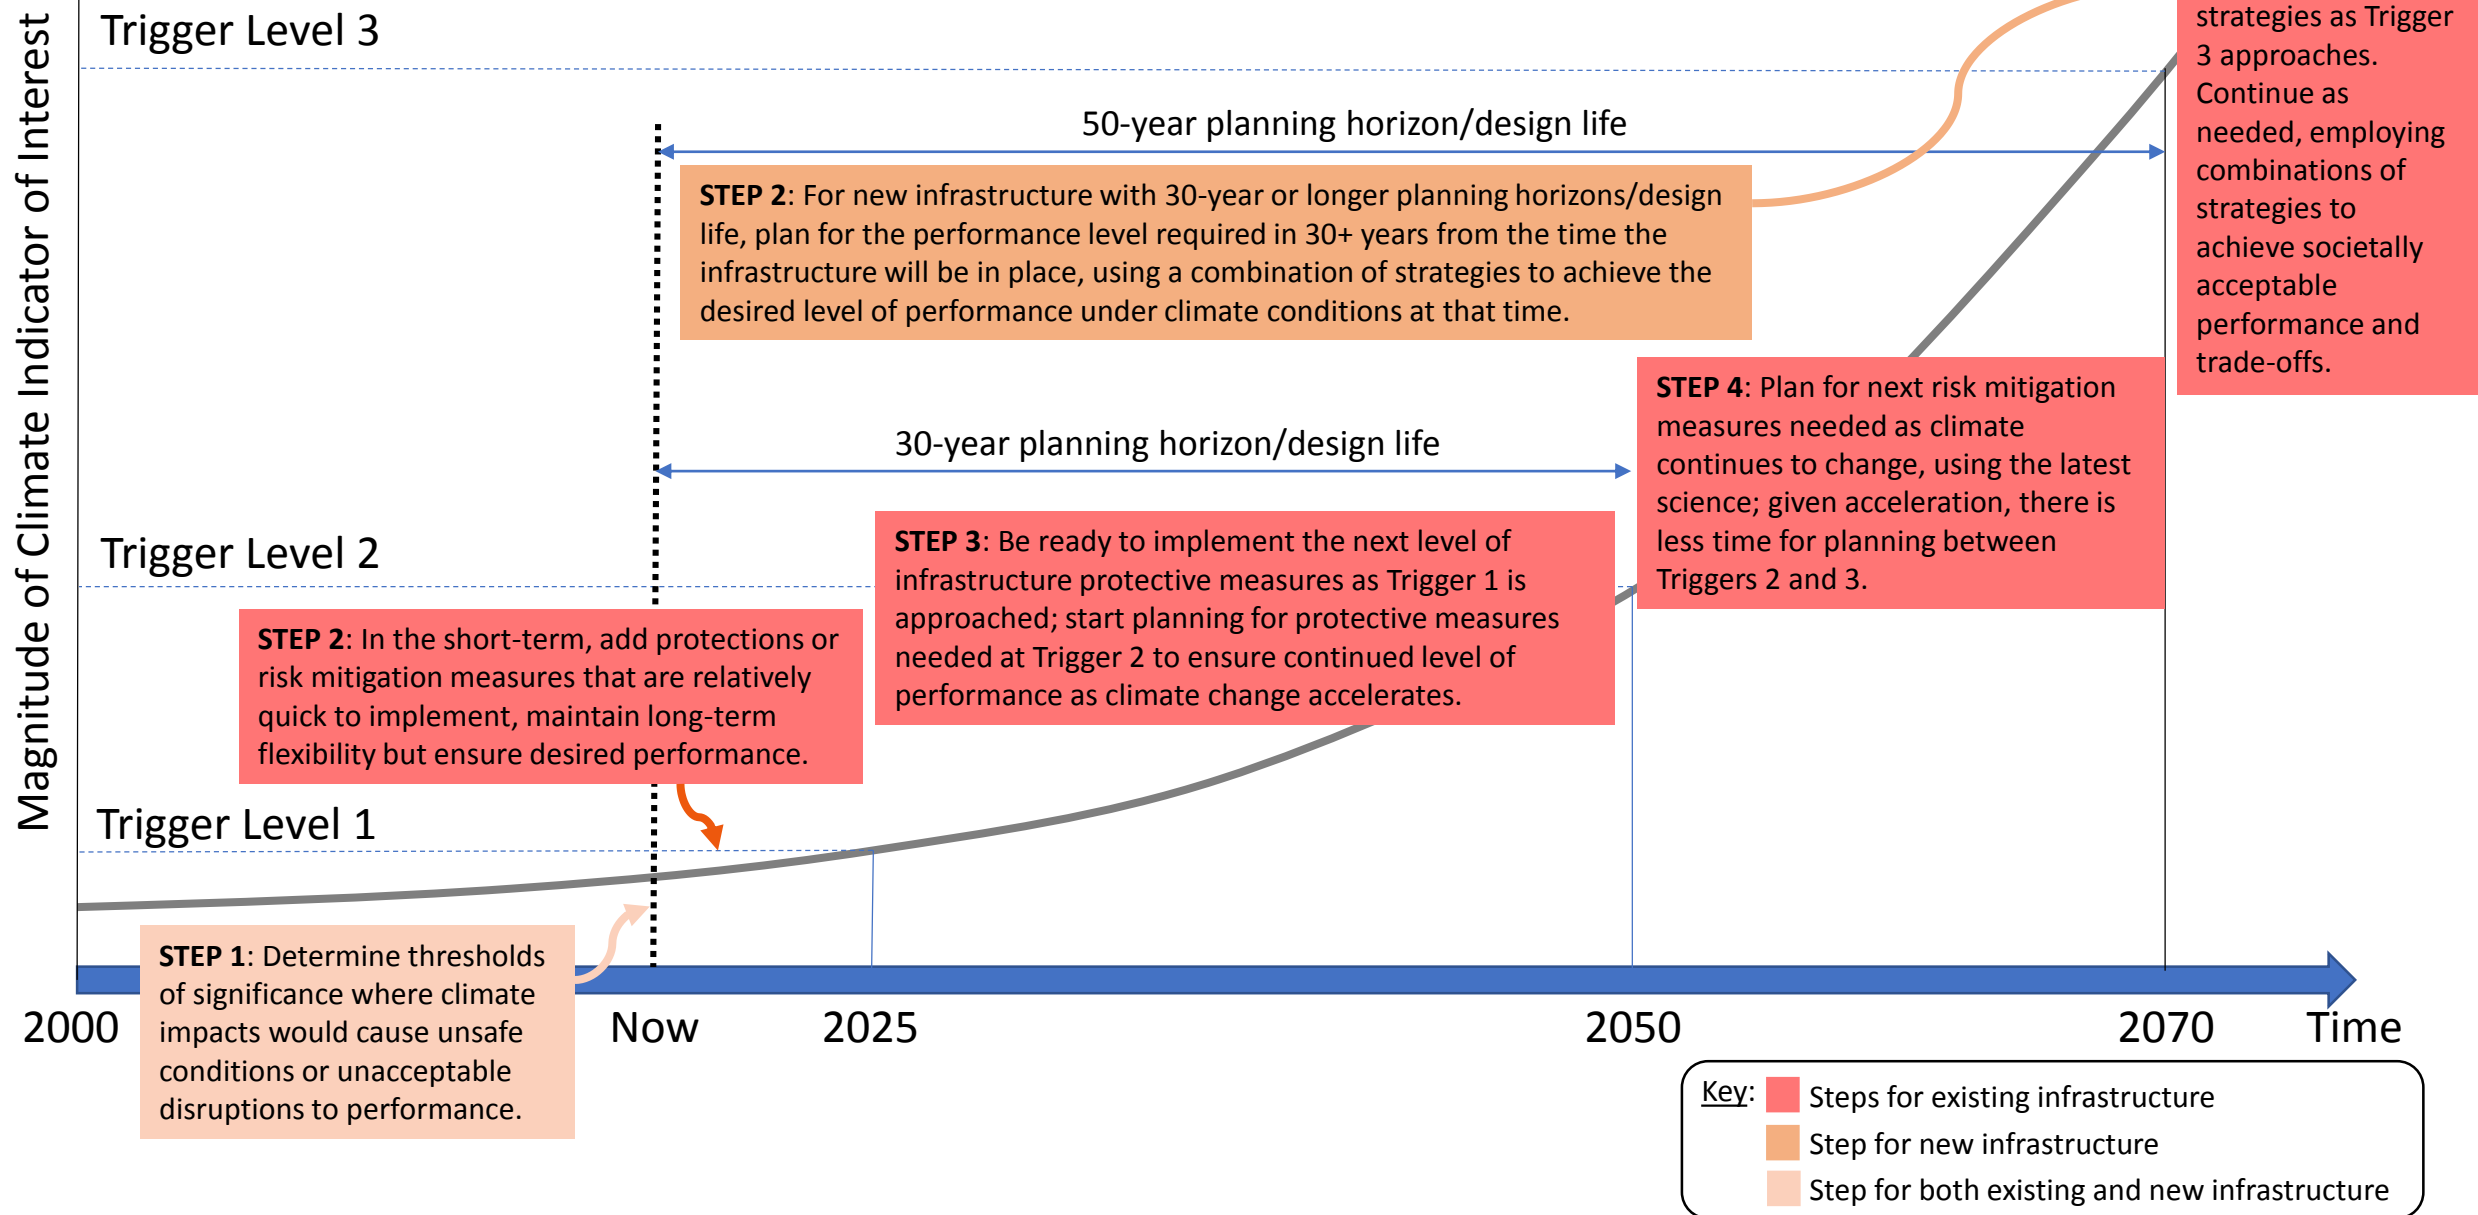 Magnitude of Climate Indicator of Interest
Trigger Level 3
strategies as Trigger
3 approaches.
Continue as
needed, employing
combinations of
strategies to
achieve societally
acceptable
performance and
trade-offs.
50-year planning horizon/design life
STEP 2: For new infrastructure with 30-year or longer planning horizons/design
life, plan for the performance level required in 30+ years from the time the
infrastructure will be in place, using a combination of strategies to achieve the
desired level of performance under climate conditions at that time.
STEP 4: Plan for next risk mitigation
measures needed as climate
continues to change, using the latest
science; given acceleration, there is
less time for planning between
Triggers 2 and 3.
30-year planning horizon/design life
Trigger Level 2
STEP 3: Be ready to implement the next level of
infrastructure protective measures as Trigger 1 is
approached; start planning for protective measures
needed at Trigger 2 to ensure continued level of
performance as climate change accelerates.
STEP 2: In the short-term, add protections or
risk mitigation measures that are relatively
quick to implement, maintain long-term
flexibility but ensure desired performance.
Trigger Level 1
STEP 1: Determine thresholds
of significance where climate
impacts would cause unsafe
conditions or unacceptable
disruptions to performance.
2000 Now 2025 2050 2070 Time
Key:
Steps for existing infrastructure
Step for new infrastructure
Step for both existing and new infrastructure